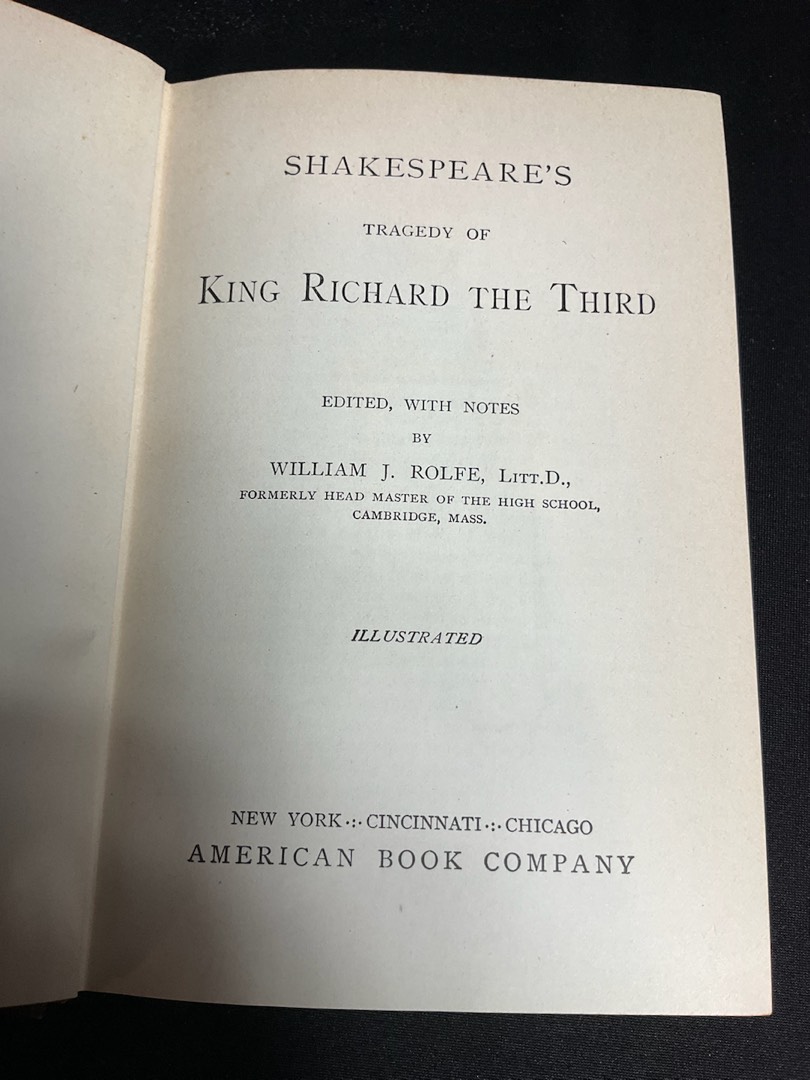 SHAKESPEARE'S
TRAGEDY OF
KING RICHARD THE THIRD
EDITED, WITH NOTES
BY
WILLIAM J. ROLFE, LITT.D.,
FORMERLY HEAD MASTER OF THE HIGH SCHOOL,
CAMBRIDGE, MASS.
ILLUSTRATED
NEW YORK ·:· CINCINNATI ·:· CHICAGO
AMERICAN BOOK COMPANY